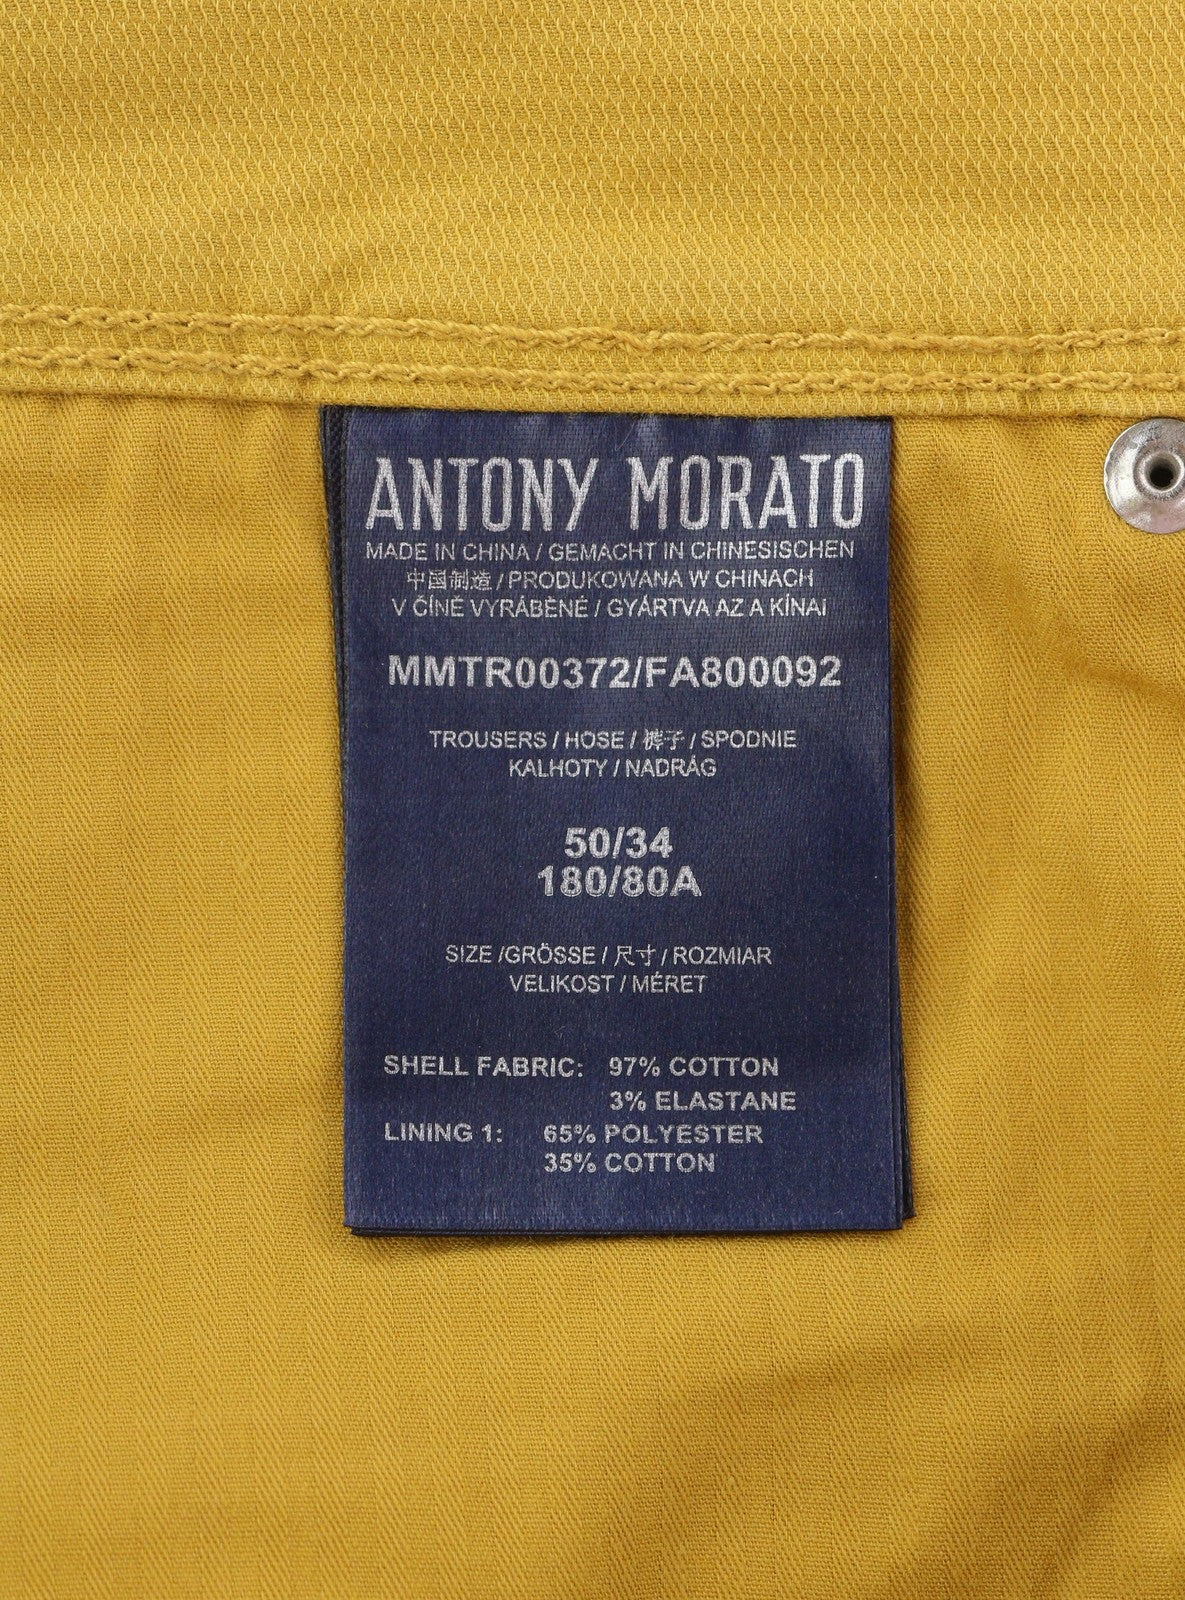 ANTONY MORATO
MADE IN CHINA / GEMACHT IN CHINESISCHEN
中国制造 / PRODUKOWANA W CHINACH
V ČÍNĚ VYRÁBĚNÉ / GYÁRTVA AZ A KÍNAI
MMTR00372/FA800092
TROUSERS / HOSE / 裤子 / SPODNIE
KALHOTY / NADRÁG
50/34
180/80A
SIZE /GRÖSSE / 尺寸 / ROZMIAR
VELIKOST / MÉRET
SHELL FABRIC: 97% COTTON
3% ELASTANE
LINING 1: 65% POLYESTER
35% COTTON